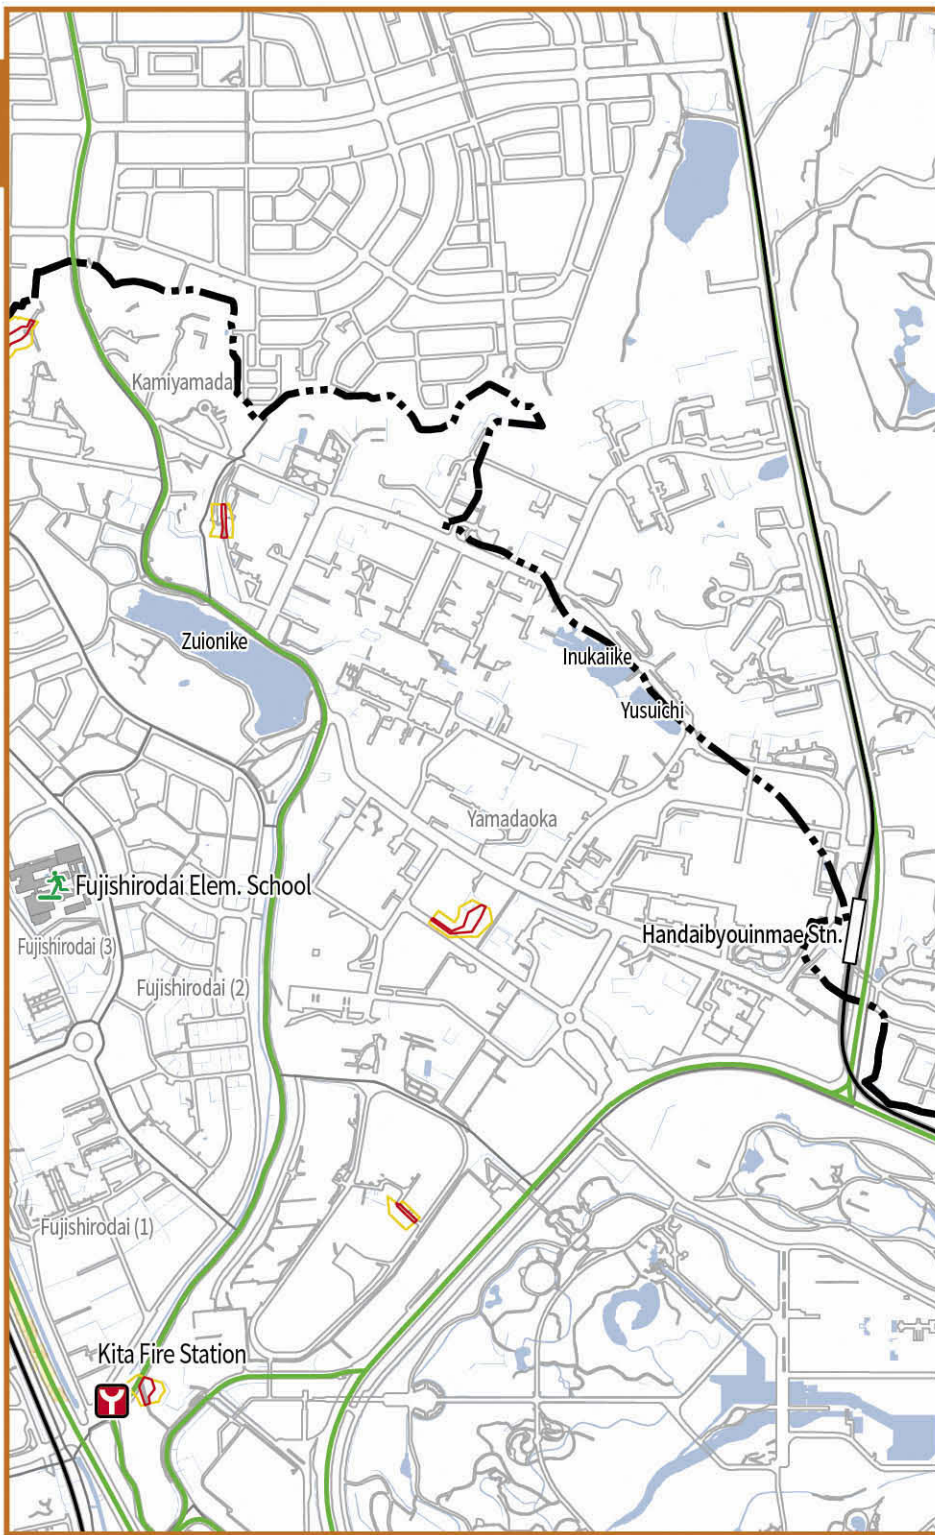 Kamiyamada
Zuionike
Inukaiike
Yusuichi
Yamadaoka
Fujishirodai Elem. School
Handaibyouinmae Stn.
Fujishirodai (3)
Fujishirodai (2)
Fujishirodai (1)
Kita Fire Station